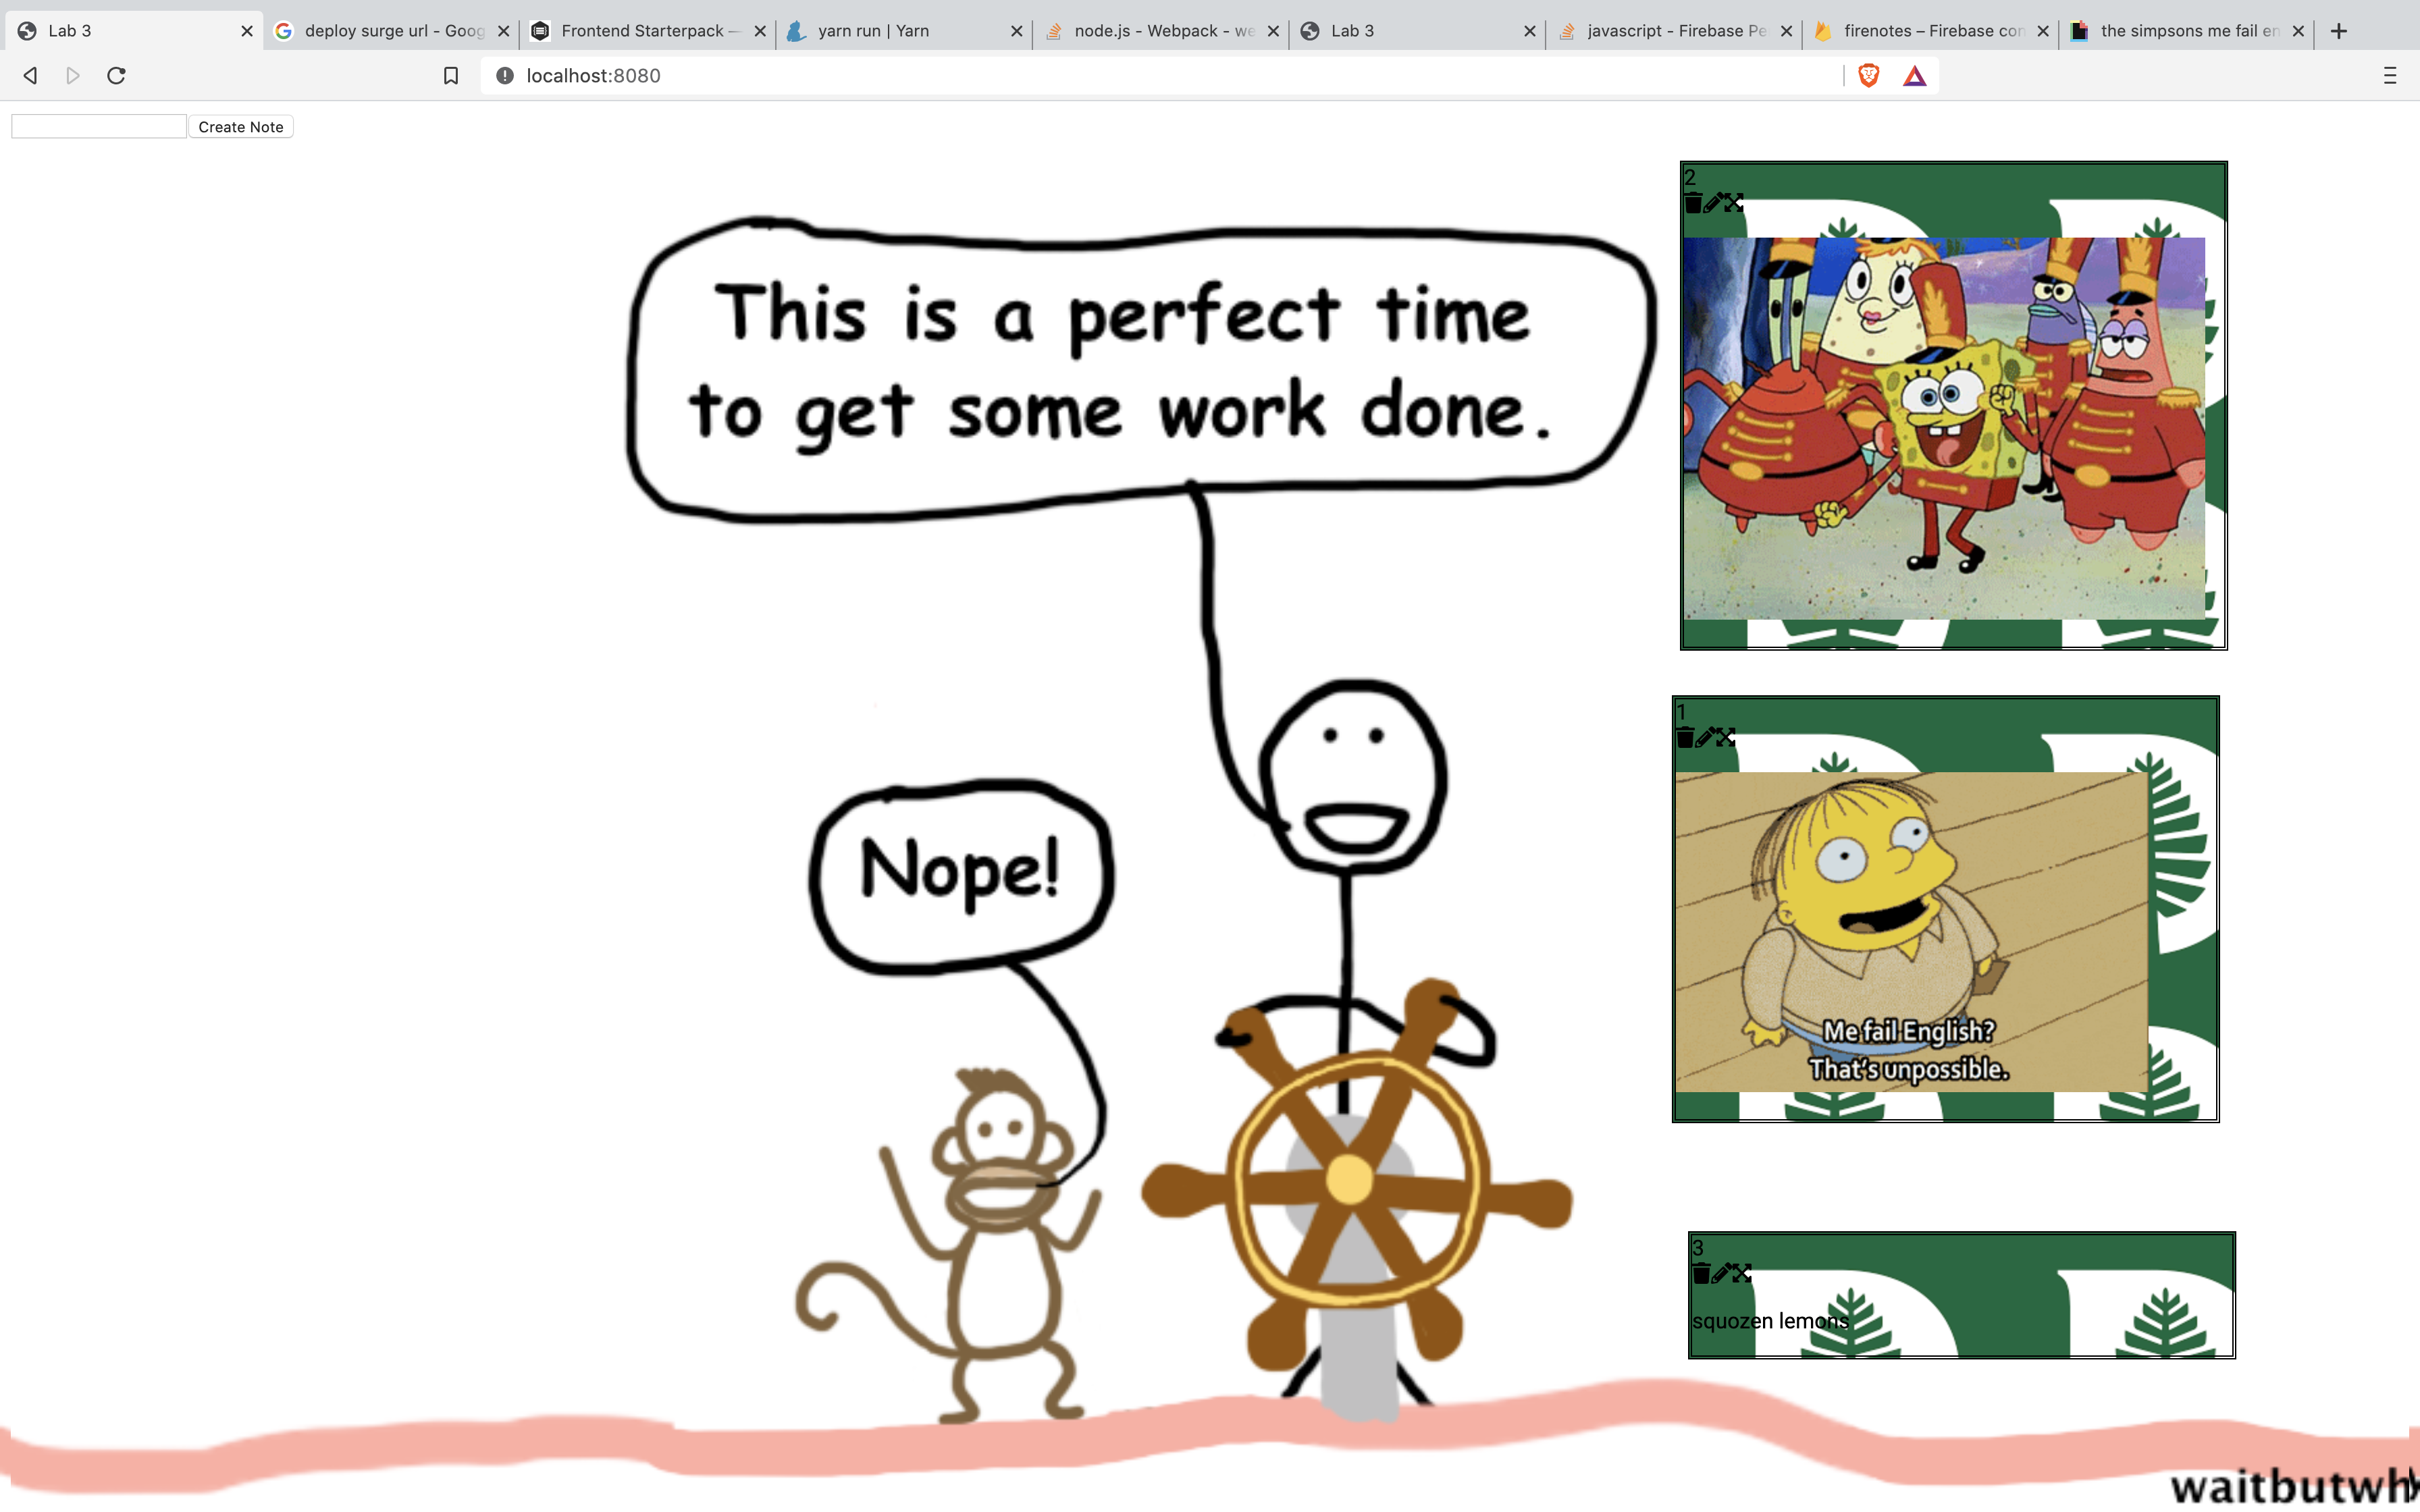 Lab 3
deploy surge url - Goog
Frontend Starterpack —
yarn run | Yarn
node.js - Webpack - we
Lab 3
javascript - Firebase Pe
firenotes – Firebase con
the simpsons me fail en
localhost:8080
Create Note
This is a perfect time
to get some work done.
Nope!
2
1
Me fail English?
That's unpossible.
3
squozen lemons
waitbutwh